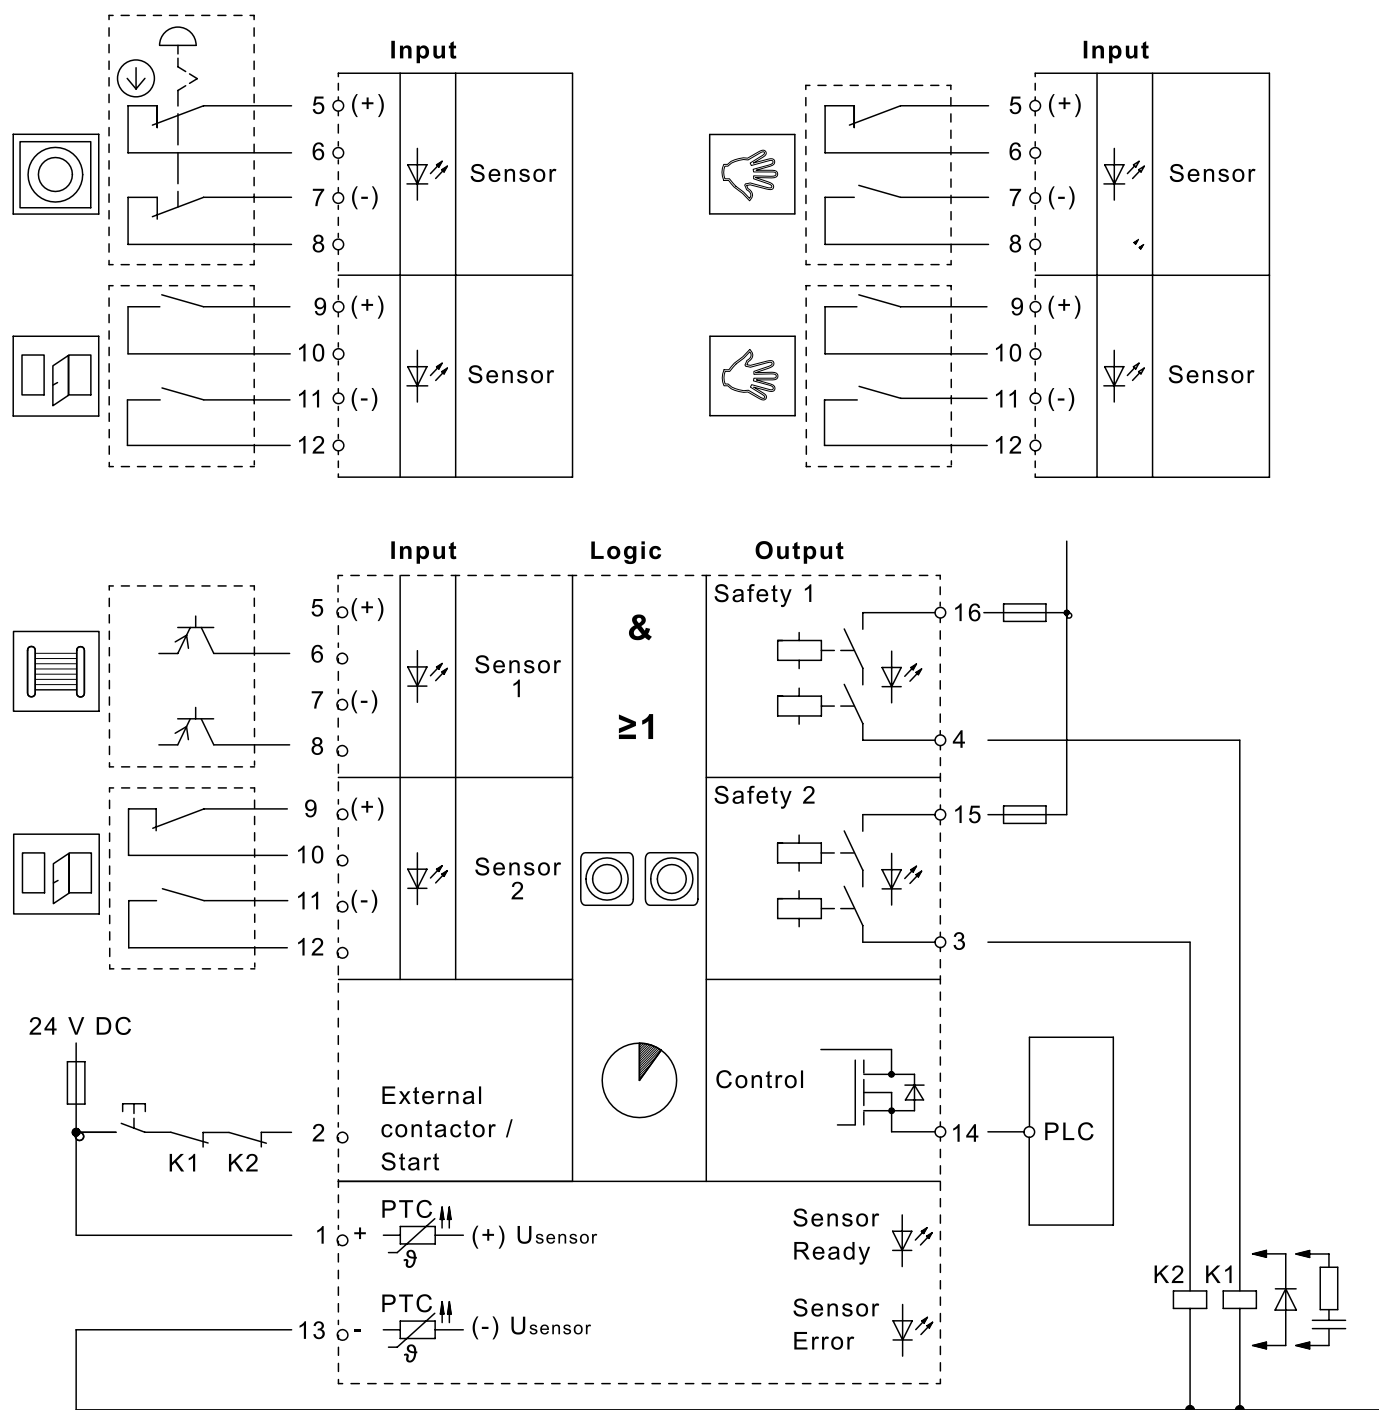 Input
5 (+)
6
7 (-)
8
Sensor
9 (+)
10
11 (-)
12
Sensor
Input
5 (+)
6
7 (-)
8
Sensor
9 (+)
10
11 (-)
12
Sensor
Input Logic Output
5 (+)
6
7 (-)
8
Sensor
1
&
≥1
Safety 1
16
4
9 (+)
10
11 (-)
12
Sensor
2
Safety 2
15
3
24 V DC
K1 K2
2
External
contactor /
Start
Control
14
PLC
1 +
PTC
ϑ
(+) Usensor
Sensor
Ready
13 -
PTC
ϑ
(-) Usensor
Sensor
Error
K2 K1